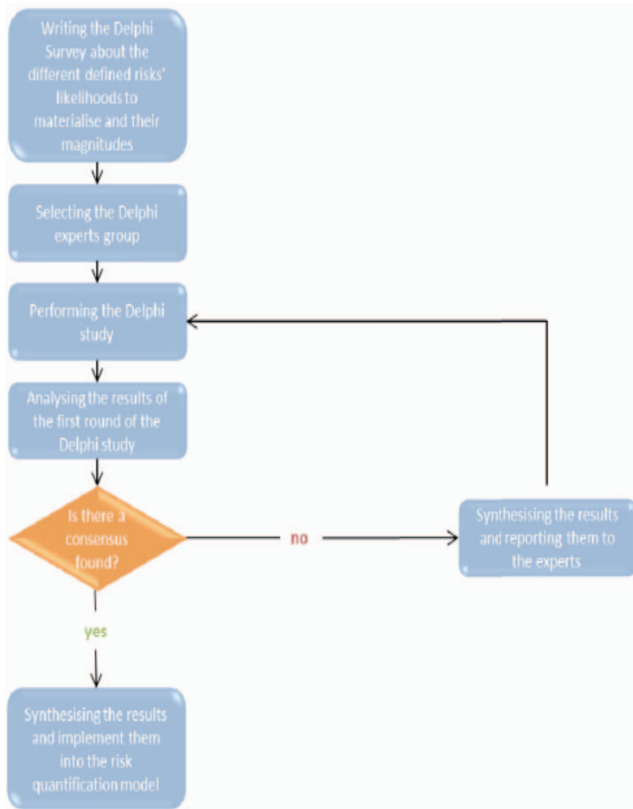 Writing the Delphi
Survey about the
different defined risks'
likelihoods to
materialise and their
magnitudes
Selecting the Delphi
experts group
Performing the Delphi
study
Analysing the results of
the first round of the
Delphi study
Is there a
consensus
found?
no
Synthesising the results
and reporting them to
the experts
yes
Synthesising the results
and implement them
into the risk
quantification model